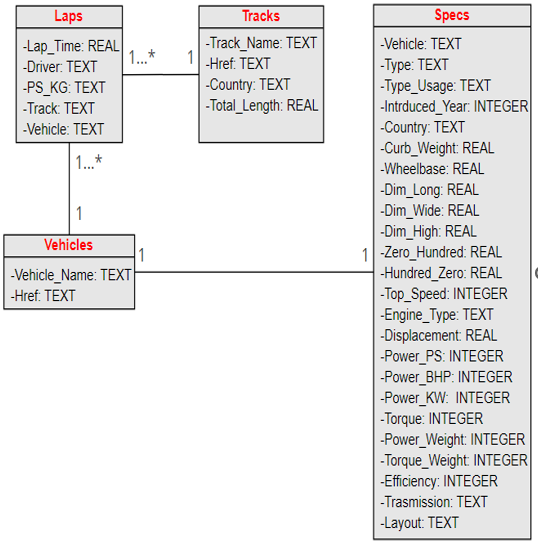 Laps
-Lap_Time: REAL
-Driver: TEXT
-PS_KG: TEXT
-Track: TEXT
-Vehicle: TEXT
1...*
1
Tracks
-Track_Name: TEXT
-Href: TEXT
-Country: TEXT
-Total_Length: REAL
1...*
1
Vehicles
-Vehicle_Name: TEXT
-Href: TEXT
1
1
Specs
-Vehicle: TEXT
-Type: TEXT
-Type_Usage: TEXT
-Intrduced_Year: INTEGER
-Country: TEXT
-Curb_Weight: REAL
-Wheelbase: REAL
-Dim_Long: REAL
-Dim_Wide: REAL
-Dim_High: REAL
-Zero_Hundred: REAL
-Hundred_Zero: REAL
-Top_Speed: INTEGER
-Engine_Type: TEXT
-Displacement: REAL
-Power_PS: INTEGER
-Power_BHP: INTEGER
-Power_KW: INTEGER
-Torque: INTEGER
-Power_Weight: INTEGER
-Torque_Weight: INTEGER
-Efficiency: INTEGER
-Trasmission: TEXT
-Layout: TEXT